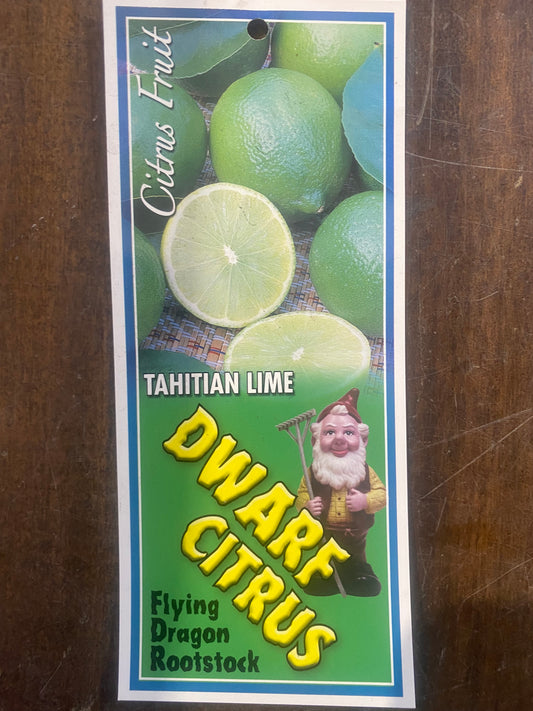 Citrus Fruit
TAHITIAN LIME
DWARF
CITRUS
Flying
Dragon
Rootstock